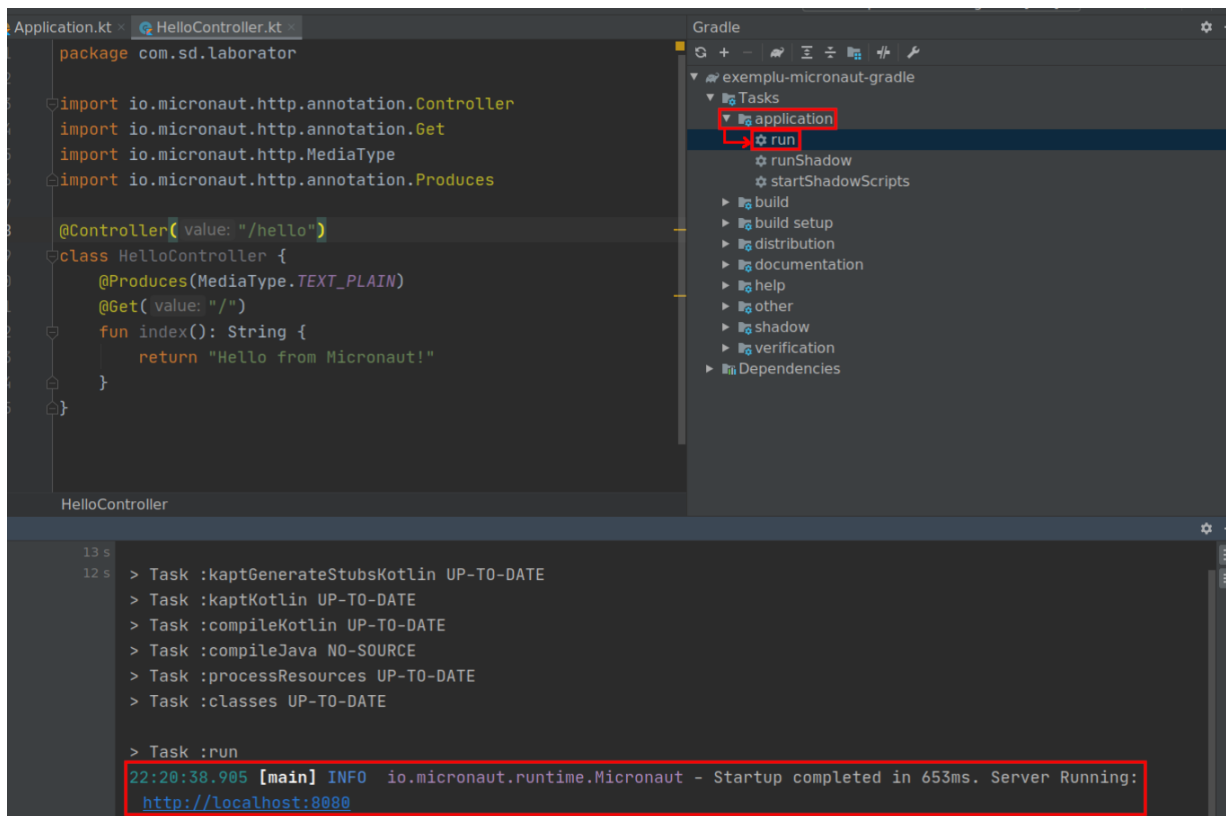 Application.kt
HelloController.kt
package com.sd.laborator
import io.micronaut.http.annotation.Controller
import io.micronaut.http.annotation.Get
import io.micronaut.http.MediaType
import io.micronaut.http.annotation.Produces
@Controller( value: "/hello")
class HelloController {
@Produces(MediaType.TEXT_PLAIN)
@Get( value: "/")
fun index(): String {
return "Hello from Micronaut!"
}
}
HelloController
Gradle
exemplu-micronaut-gradle
Tasks
application
run
runShadow
startShadowScripts
build
build setup
distribution
documentation
help
other
shadow
verification
Dependencies
13 s
12 s
> Task :kaptGenerateStubsKotlin UP-TO-DATE
> Task :kaptKotlin UP-TO-DATE
> Task :compileKotlin UP-TO-DATE
> Task :compileJava NO-SOURCE
> Task :processResources UP-TO-DATE
> Task :classes UP-TO-DATE
> Task :run
22:20:38.905 [main] INFO  io.micronaut.runtime.Micronaut - Startup completed in 653ms. Server Running:
http://localhost:8080